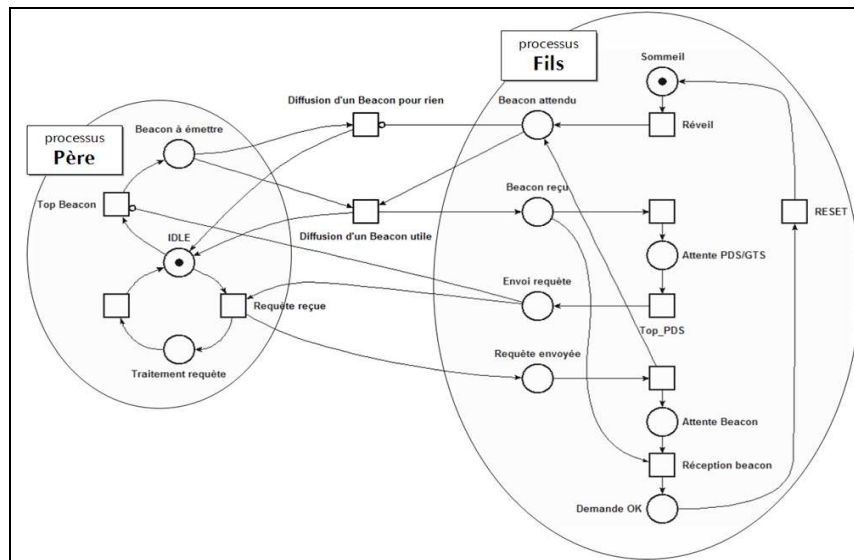 processus
Fils
Sommeil
Diffusion d'un Beacon pour rien
Beacon attendu
Réveil
processus
Père
Beacon à émettre
Top Beacon
Beacon reçu
RESET
IDLE
Diffusion d'un Beacon utile
Attente PDS/GTS
Envoi requête
Requête reçue
Top_PDS
Requête envoyée
Traitement requête
Attente Beacon
Réception beacon
Demande OK